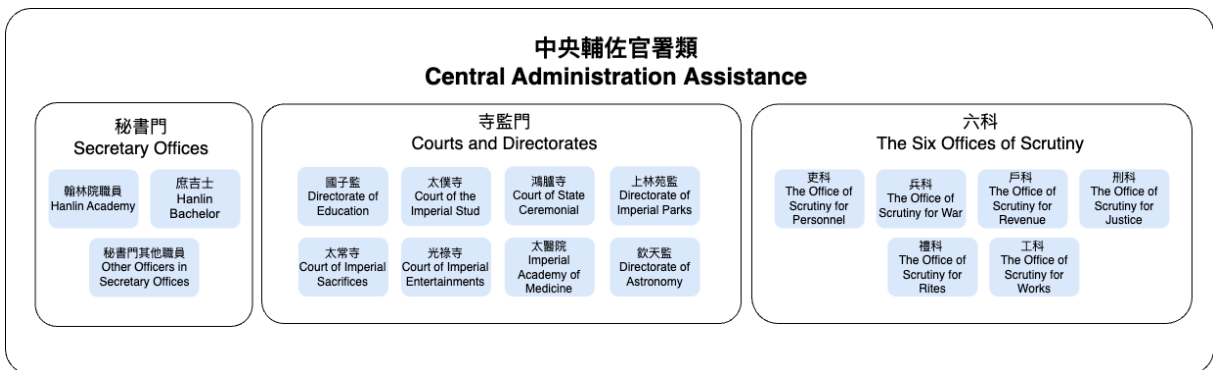 中央輔佐官署類
Central Administration Assistance
秘書門
Secretary Offices
翰林院職員
Hanlin Academy
庶吉士
Hanlin
Bachelor
秘書門其他職員
Other Officers in
Secretary Offices
寺監門
Courts and Directorates
國子監
Directorate of
Education
太僕寺
Court of the
Imperial Stud
鴻臚寺
Court of State
Ceremonial
上林苑監
Directorate of
Imperial Parks
太常寺
Court of Imperial
Sacrifices
光祿寺
Court of Imperial
Entertainments
太醫院
Imperial
Academy of
Medicine
欽天監
Directorate of
Astronomy
六科
The Six Offices of Scrutiny
吏科
The Office of
Scrutiny for
Personnel
兵科
The Office of
Scrutiny for War
戶科
The Office of
Scrutiny for
Revenue
刑科
The Office of
Scrutiny for
Justice
禮科
The Office of
Scrutiny for
Rites
工科
The Office of
Scrutiny for
Works